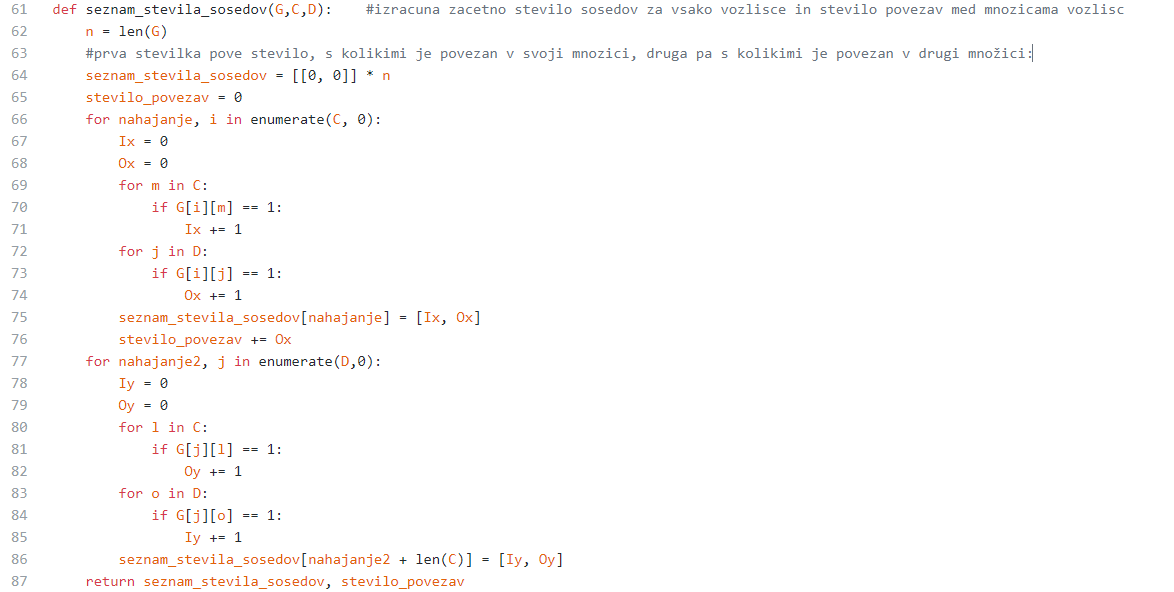 61 def seznam_stevila_sosedov(G,C,D):    #izracuna zacetno stevilo sosedov za vsako vozlisce in stevilo povezav med mnozicama vozlisc
62     n = len(G)
63     #prva stevilka pove stevilo, s kolikimi je povezan v svoji mnozici, druga pa s kolikimi je povezan v drugi množici:
64     seznam_stevila_sosedov = [[0, 0]] * n
65     stevilo_povezav = 0
66     for nahajanje, i in enumerate(C, 0):
67         Ix = 0
68         Ox = 0
69         for m in C:
70             if G[i][m] == 1:
71                 Ix += 1
72         for j in D:
73             if G[i][j] == 1:
74                 Ox += 1
75         seznam_stevila_sosedov[nahajanje] = [Ix, Ox]
76         stevilo_povezav += Ox
77     for nahajanje2, j in enumerate(D,0):
78         Iy = 0
79         Oy = 0
80         for l in C:
81             if G[j][l] == 1:
82                 Oy += 1
83         for o in D:
84             if G[j][o] == 1:
85                 Iy += 1
86         seznam_stevila_sosedov[nahajanje2 + len(C)] = [Iy, Oy]
87     return seznam_stevila_sosedov, stevilo_povezav